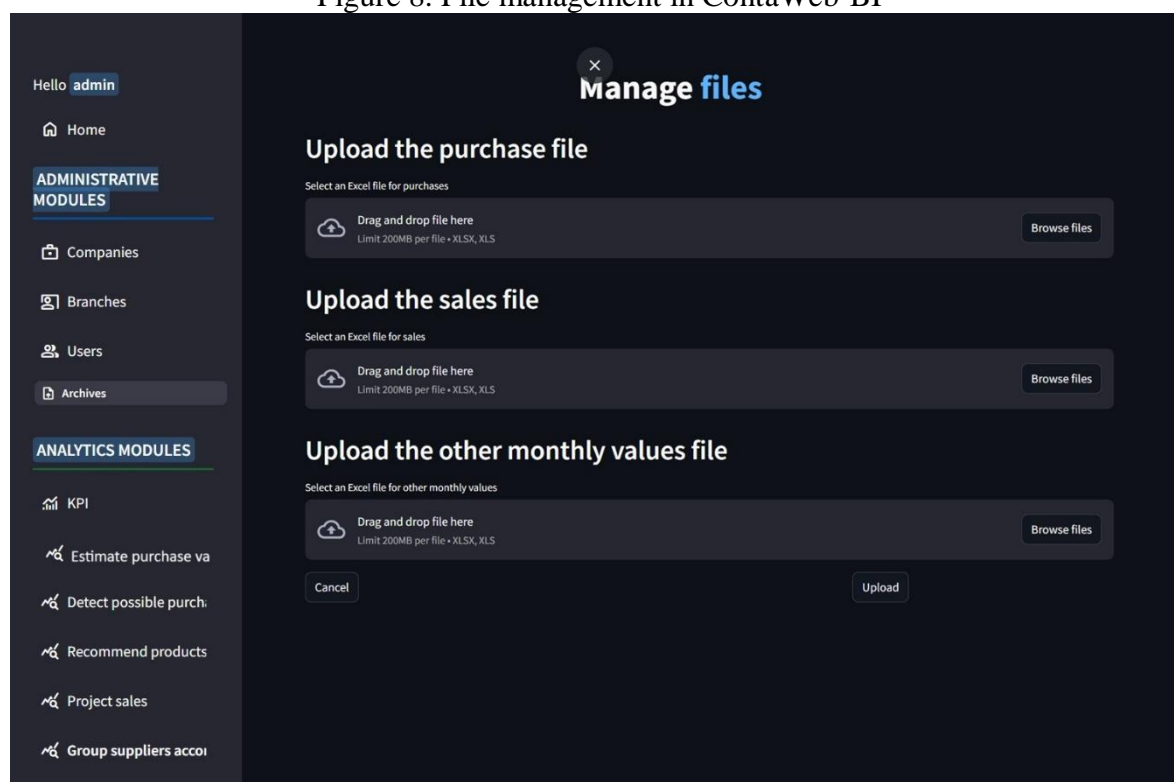 Figure 8. File management in ContaWeb-BI
Hello admin
Home
ADMINISTRATIVE
MODULES
Companies
Branches
Users
Archives
ANALYTICS MODULES
KPI
Estimate purchase va
Detect possible purch
Recommend products
Project sales
Group suppliers accor
×
Manage files
Upload the purchase file
Select an Excel file for purchases
Drag and drop file here
Limit 200MB per file • XLSX, XLS
Browse files
Upload the sales file
Select an Excel file for sales
Drag and drop file here
Limit 200MB per file • XLSX, XLS
Browse files
Upload the other monthly values file
Select an Excel file for other monthly values
Drag and drop file here
Limit 200MB per file • XLSX, XLS
Browse files
Cancel
Upload